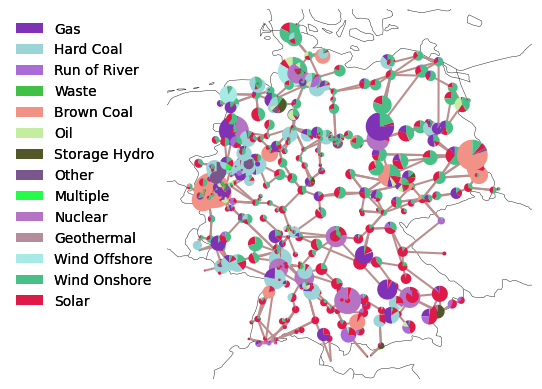 Gas
Hard Coal
Run of River
Waste
Brown Coal
Oil
Storage Hydro
Other
Multiple
Nuclear
Geothermal
Wind Offshore
Wind Onshore
Solar